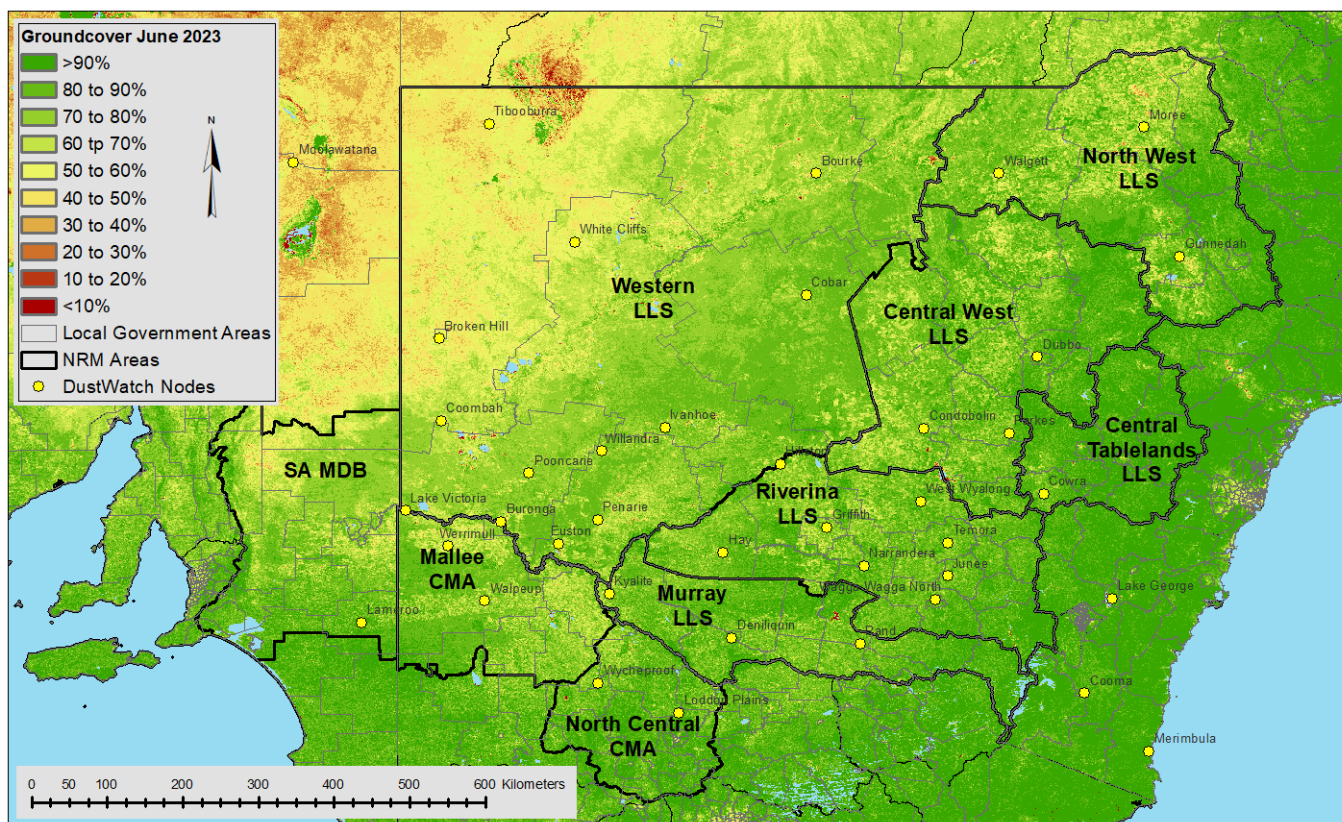 Groundcover June 2023
>90%
80 to 90%
70 to 80%
60 tp 70%
50 to 60%
40 to 50%
30 to 40%
20 to 30%
10 to 20%
<10%
Local Government Areas
NRM Areas
DustWatch Nodes
N
Tibooburra
Moolawatana
Moree
North West
LLS
Bourke
Walgett
White Cliffs
Gunnedah
Western
LLS
Cobar
Central West
LLS
Broken Hill
Dubbo
Coombah
Ivanhoe
Condobolin
Parkes
Central
Tablelands
LLS
Willandra
SA MDB
Pooncarie
Riverina
LLS
Cowra
West Wyalong
Lake Victoria
Buronga
Penarie
Griffith
Werrimull
Euston
Temora
Mallee
CMA
Hay
Narrandera
Junee
Kyalite
Murray
LLS
Wagga Wagga North
Walpeup
Lake George
Lameroo
Deniliquin
Rand
Wycheproof
Cooma
Loddon Plains
North Central
CMA
Merimbula
0 50 100 200 300 400 500 600 Kilometers